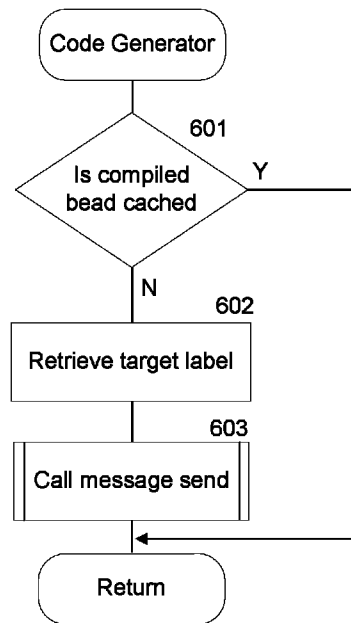 Code Generator
601
Is compiled
bead cached
Y
N
602
Retrieve target label
603
Call message send
Return